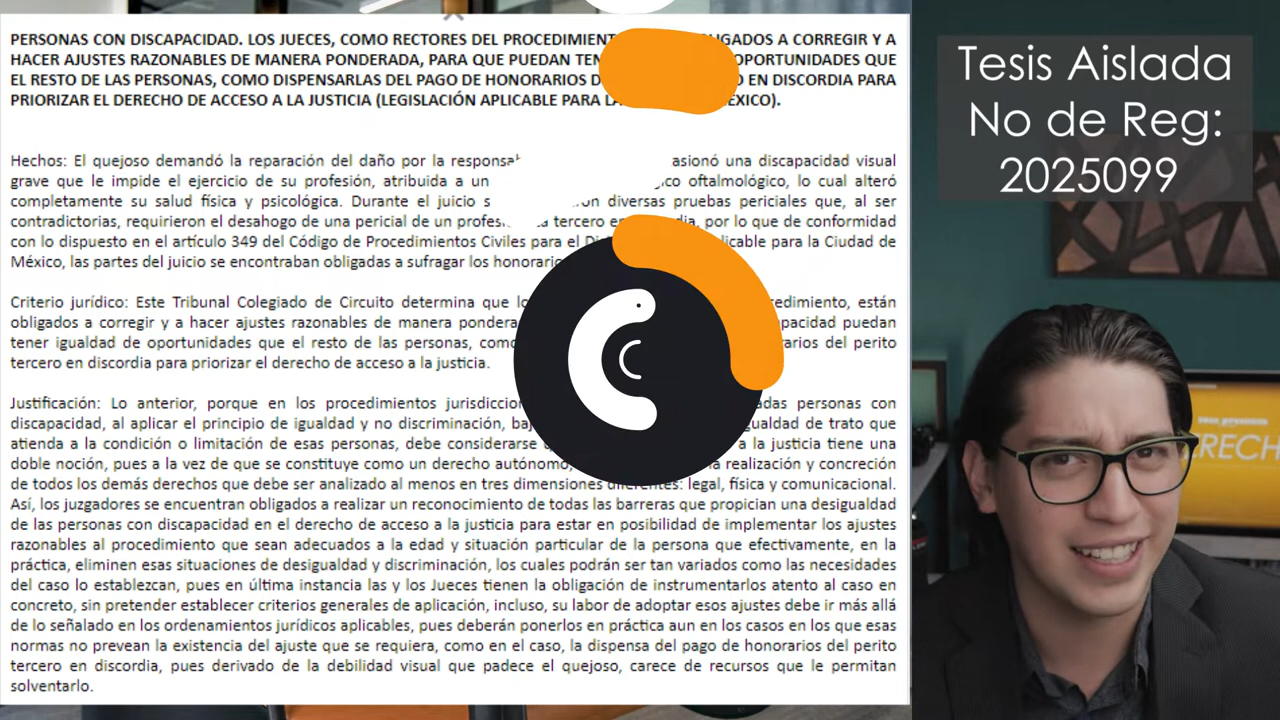 PERSONAS CON DISCAPACIDAD. LOS JUECES, COMO RECTORES DEL PROCEDIMIENT OBLIGADOS A CORREGIR Y A
HACER AJUSTES RAZONABLES DE MANERA PONDERADA, PARA QUE PUEDAN TEN OPORTUNIDADES QUE
EL RESTO DE LAS PERSONAS, COMO DISPENSARLAS DEL PAGO DE HONORARIOS D EN DISCORDIA PARA
PRIORIZAR EL DERECHO DE ACCESO A LA JUSTICIA (LEGISLACIÓN APLICABLE PARA LA MÉXICO).
Hechos: El quejoso demandó la reparación del daño por la responsa asionó una discapacidad visual
grave que le impide el ejercicio de su profesión, atribuida a un gico oftalmológico, lo cual alteró
completamente su salud física y psicológica. Durante el juicio s diversas pruebas periciales que, al ser
contradictorias, requirieron el desahogo de una pericial de un profes tercero en por lo que de conformidad
con lo dispuesto en el artículo 349 del Código de Procedimientos Civiles para el Di licable para la Ciudad de
México, las partes del juicio se encontraban obligadas a sufragar los honorario
Criterio jurídico: Este Tribunal Colegiado de Circuito determina que lo edimiento, están
obligados a corregir y a hacer ajustes razonables de manera pondera apacidad puedan
tener igualdad de oportunidades que el resto de las personas, como rarios del perito
tercero en discordia para priorizar el derecho de acceso a la justicia.
Justificación: Lo anterior, porque en los procedimientos jurisdiccion adas personas con
discapacidad, al aplicar el principio de igualdad y no discriminación, baj gualdad de trato que
atienda a la condición o limitación de esas personas, debe considerarse a la justicia tiene una
doble noción, pues a la vez de que se constituye como un derecho autónomo, la realización y concreción
de todos los demás derechos que debe ser analizado al menos en tres dimensiones diferentes: legal, física y comunicacional.
Así, los juzgadores se encuentran obligados a realizar un reconocimiento de todas las barreras que propician una desigualdad
de las personas con discapacidad en el derecho de acceso a la justicia para estar en posibilidad de implementar los ajustes
razonables al procedimiento que sean adecuados a la edad y situación particular de la persona que efectivamente, en la
práctica, eliminen esas situaciones de desigualdad y discriminación, los cuales podrán ser tan variados como las necesidades
del caso lo establezcan, pues en última instancia las y los Jueces tienen la obligación de instrumentarlos atento al caso en
concreto, sin pretender establecer criterios generales de aplicación, incluso, su labor de adoptar esos ajustes debe ir más allá
de lo señalado en los ordenamientos jurídicos aplicables, pues deberán ponerlos en práctica aun en los casos en los que esas
normas no prevean la existencia del ajuste que se requiera, como en el caso, la dispensa del pago de honorarios del perito
tercero en discordia, pues derivado de la debilidad visual que padece el quejoso, carece de recursos que le permitan
solventarlo.
Tesis Aislada
No de Reg:
2025099
ERECH